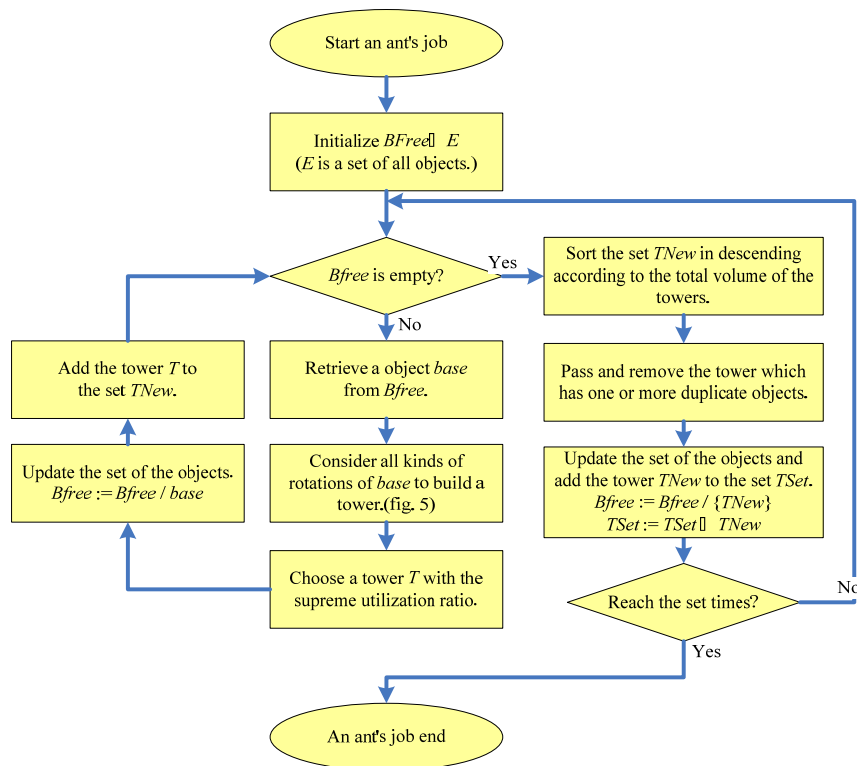 Start an ant's job
Initialize BFree▯ E
(E is a set of all objects.)
Bfree is empty?
Yes
No
Sort the set TNew in descending
according to the total volume of the
towers.
Add the tower T to
the set TNew.
Retrieve a object base
from Bfree.
Pass and remove the tower which
has one or more duplicate objects.
Update the set of the objects.
Bfree := Bfree / base
Consider all kinds of
rotations of base to build a
tower.(fig. 5)
Update the set of the objects and
add the tower TNew to the set TSet.
Bfree := Bfree / {TNew}
TSet := TSet▯ TNew
Choose a tower T with the
supreme utilization ratio.
Reach the set times?
No
Yes
An ant's job end